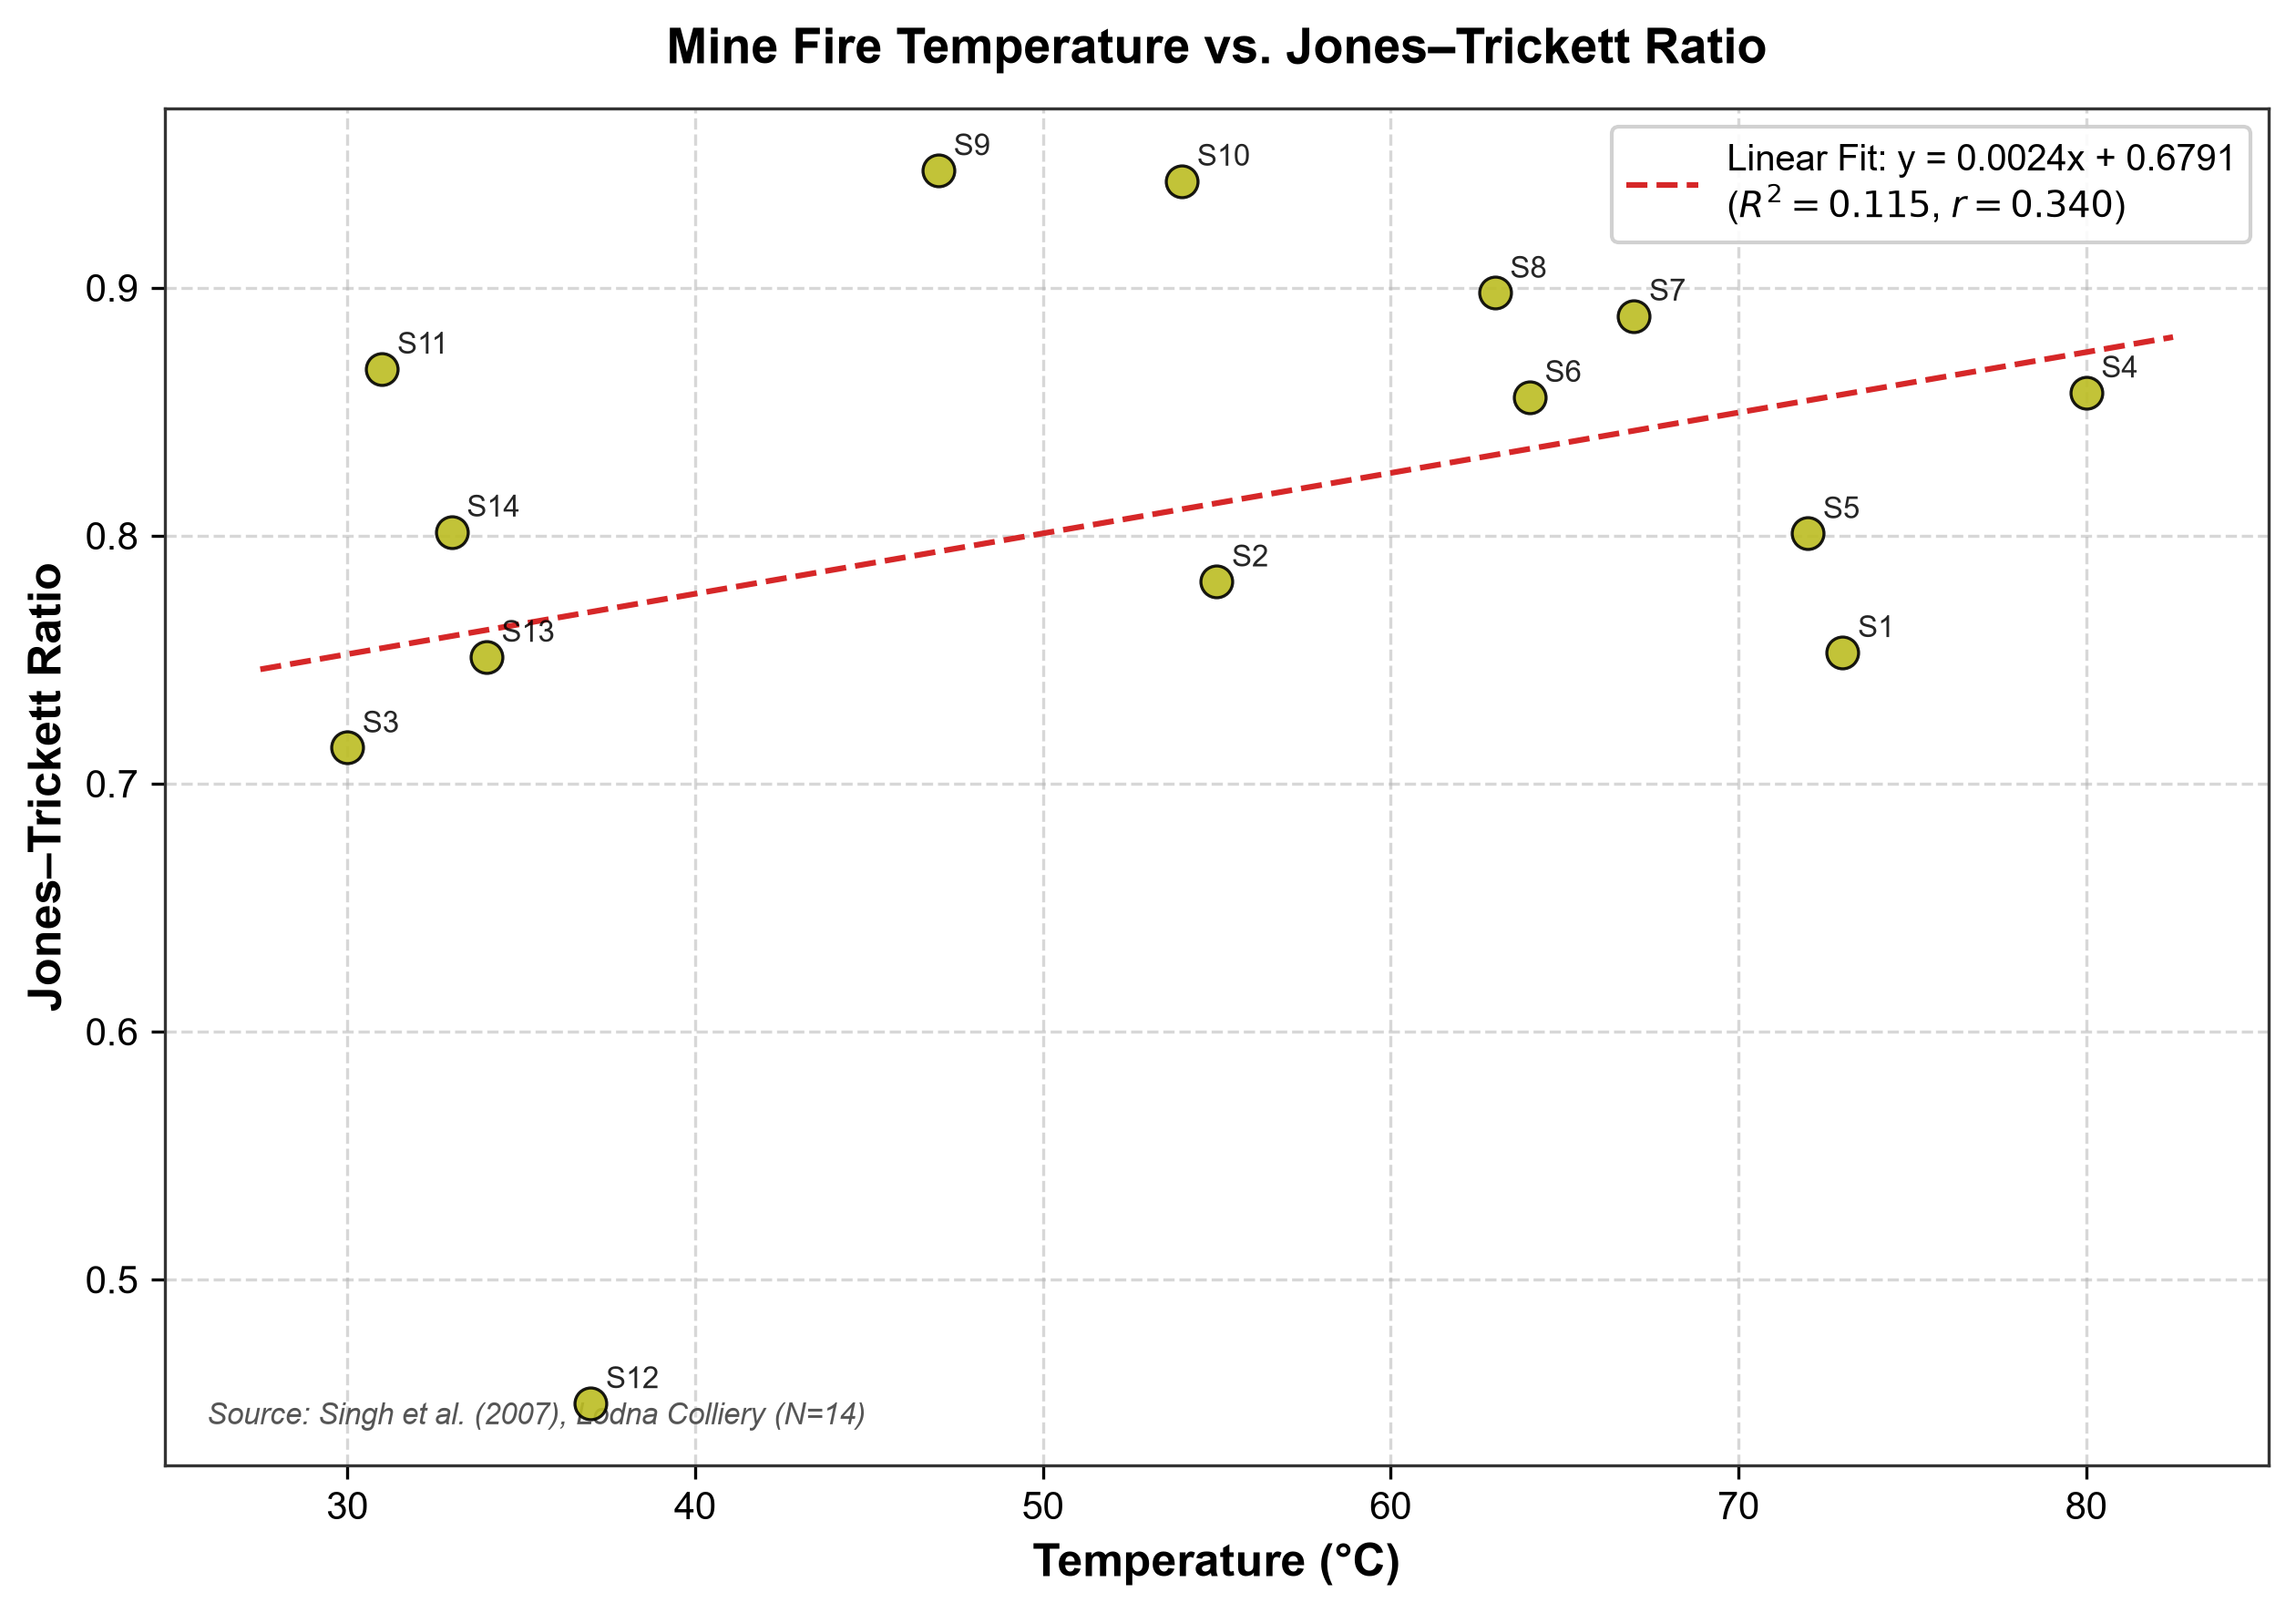 Mine Fire Temperature vs. Jones–Trickett Ratio
Linear Fit: y = 0.0024x + 0.6791
(R² = 0.115, r = 0.340)
S9
S10
S8
S7
S11
S6
S4
S14
S5
S2
S13
S1
S3
S12
Source: Singh et al. (2007), Lodna Colliery (N=14)
Jones–Trickett Ratio
0.9
0.8
0.7
0.6
0.5
30
40
50
60
70
80
Temperature (°C)